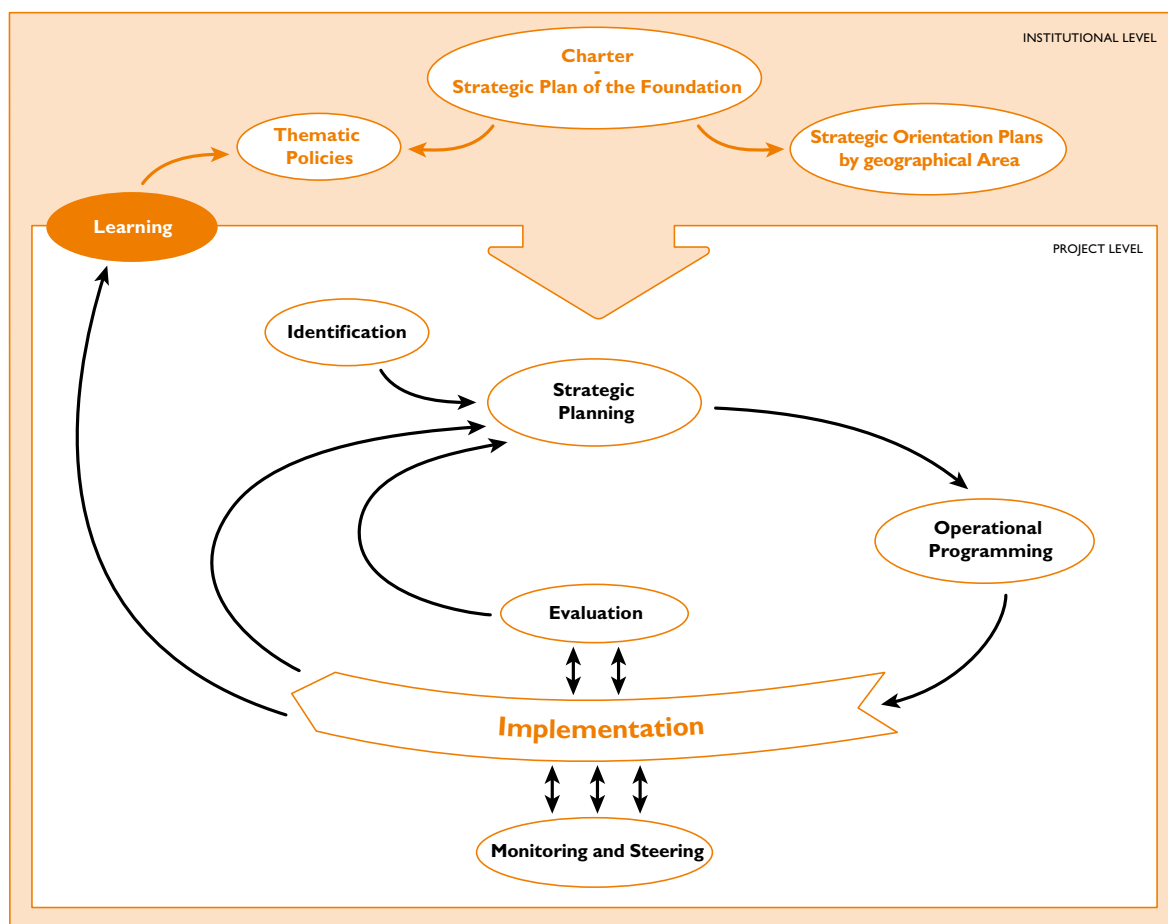 INSTITUTIONAL LEVEL
Charter
-
Strategic Plan of the Foundation
Thematic
Policies
Strategic Orientation Plans
by geographical Area
Learning
PROJECT LEVEL
Identification
Strategic
Planning
Operational
Programming
Evaluation
Implementation
Monitoring and Steering